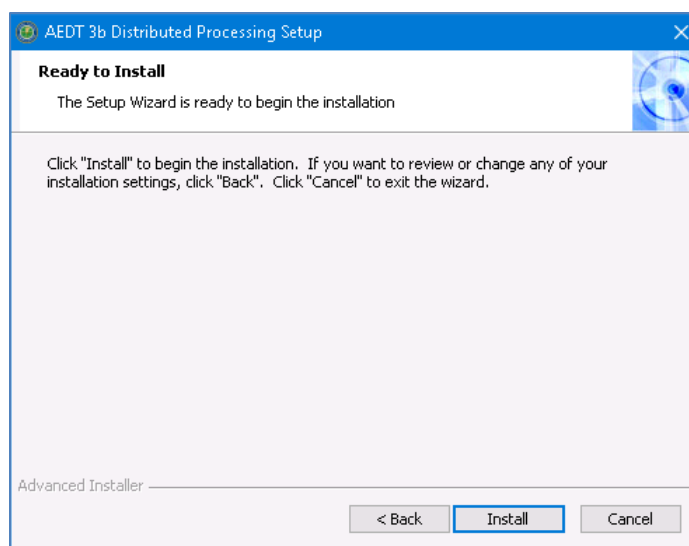 AEDT 3b Distributed Processing Setup
Ready to Install
The Setup Wizard is ready to begin the installation
Click "Install" to begin the installation. If you want to review or change any of your
installation settings, click "Back". Click "Cancel" to exit the wizard.
Advanced Installer
< Back Install Cancel